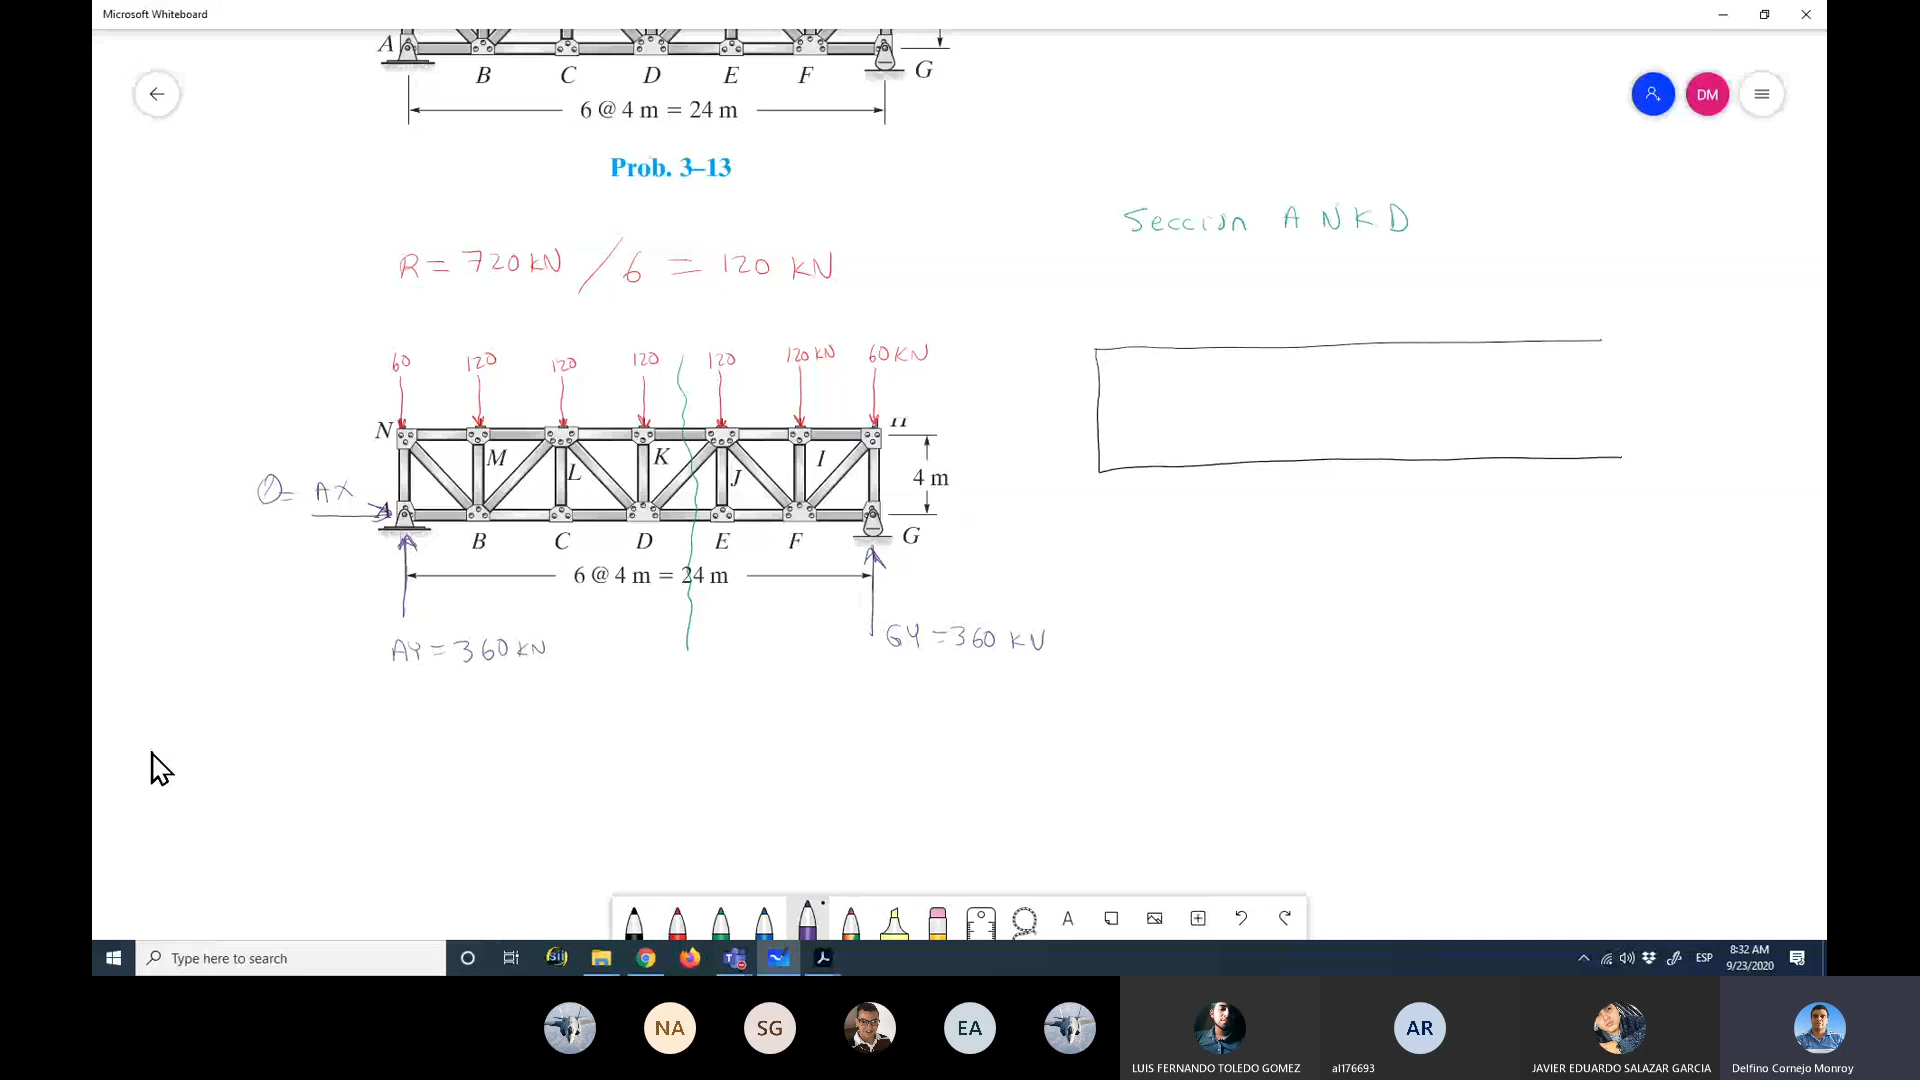 Microsoft Whiteboard
A
B C D E F G
6 @ 4 m = 24 m
DM
Prob. 3–13
Seccion A N K D
R = 720 KN / 6 = 120 KN
60 120 120 120 120 120 KN 60 KN
N
M L K J I
0 = AX
4 m
B C D E F G
6 @ 4 m = 24 m
AY = 360 KN
GY = 360 KN
A
Type here to search
ESP
8:32 AM
9/23/2020
NA
SG
EA
AR
LUIS FERNANDO TOLEDO GOMEZ
al176693
JAVIER EDUARDO SALAZAR GARCIA
Delfino Cornejo Monroy